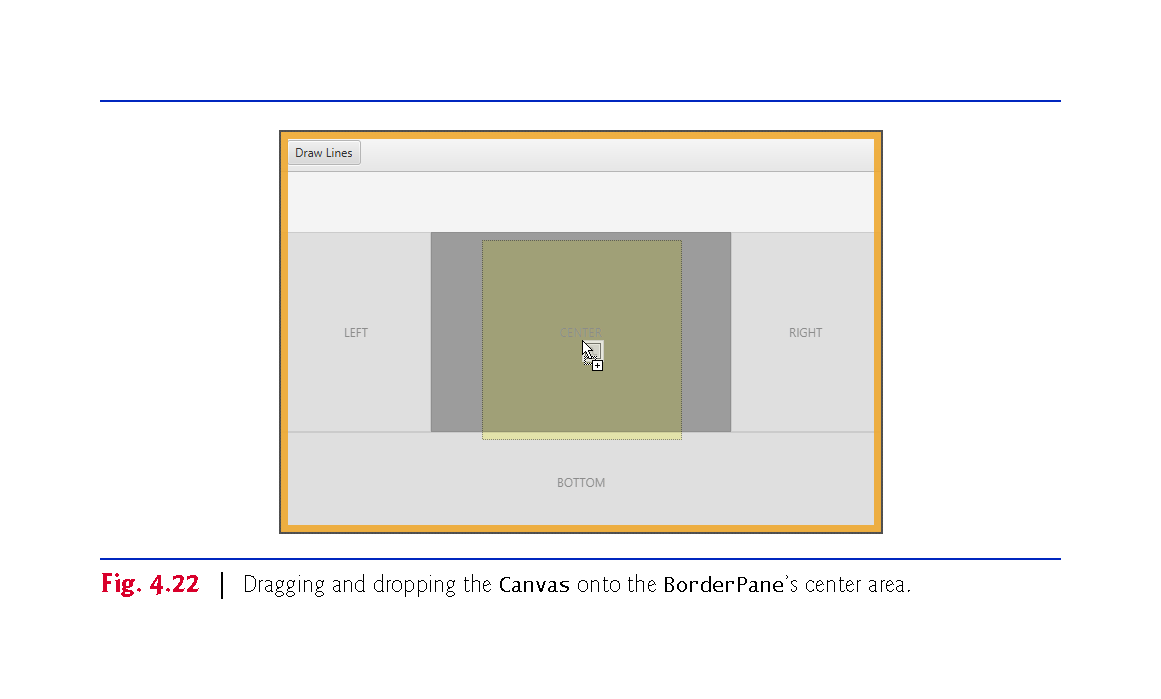 Draw Lines
LEFT
CENTER
RIGHT
BOTTOM
Fig. 4.22 | Dragging and dropping the Canvas onto the BorderPane's center area.